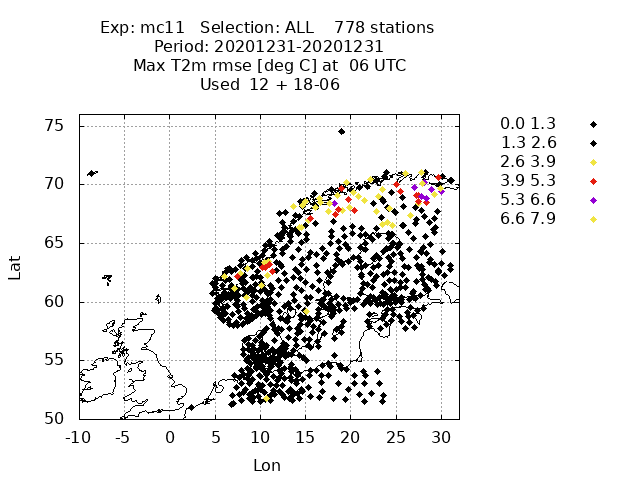 Exp: mc11 Selection: ALL 778 stations
Period: 20201231-20201231
Max T2m rmse [deg C] at 06 UTC
Used 12 + 18-06
0.0 1.3
1.3 2.6
2.6 3.9
3.9 5.3
5.3 6.6
6.6 7.9
75
70
65
60
55
50
Lat
-10 -5 0 5 10 15 20 25 30
Lon